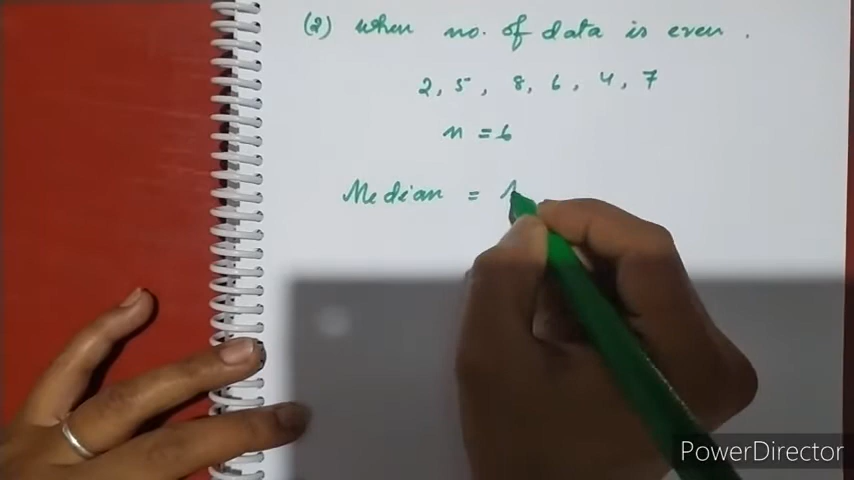 (2) when no. of data is even .
2, 5, 8, 6, 4, 7
n = 6
Median =
PowerDirector